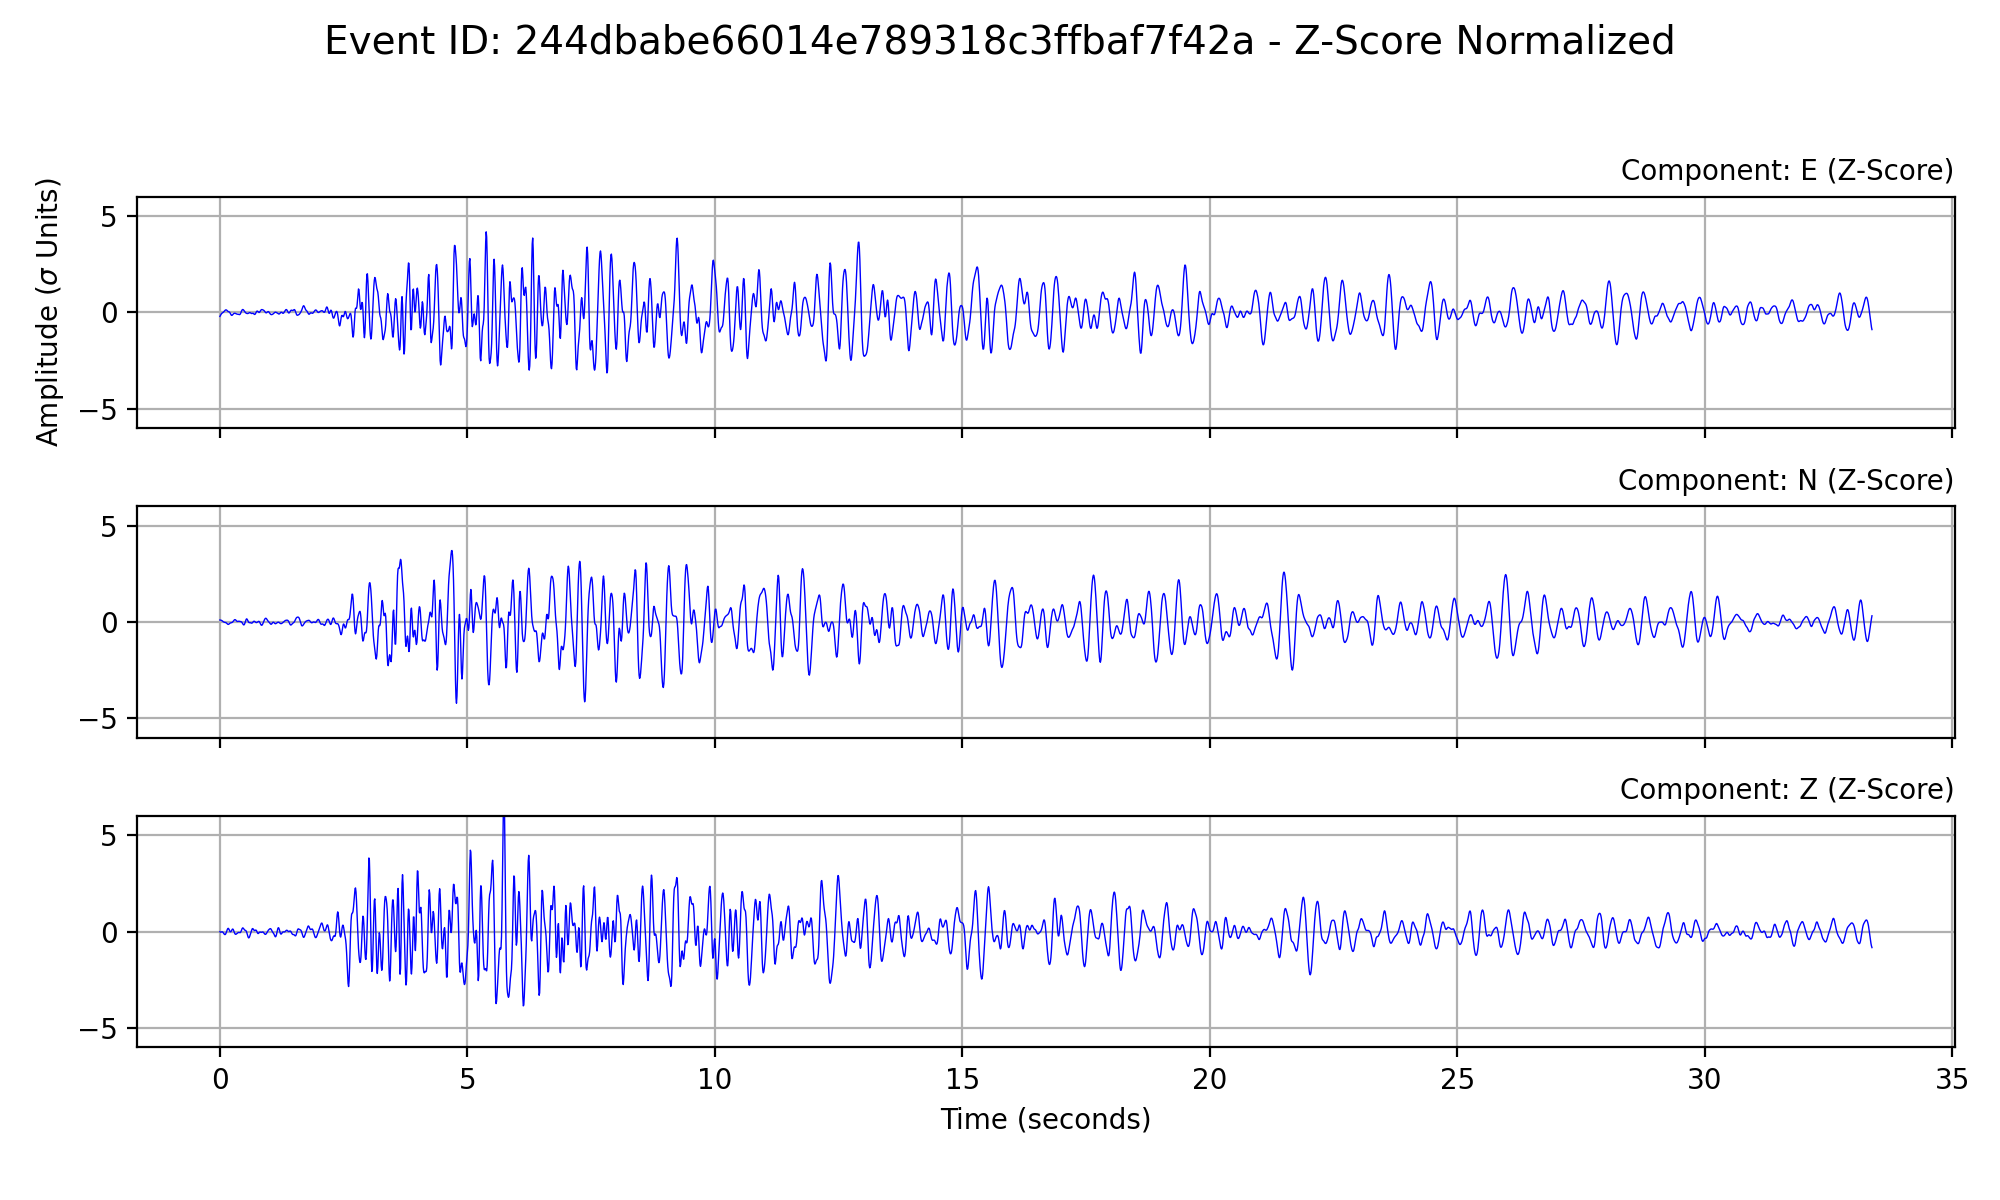 Event ID: 244dbabe66014e789318c3ffbaf7f42a - Z-Score Normalized
Component: E (Z-Score)
Amplitude (σ Units)
5
0
−5
Component: N (Z-Score)
5
0
−5
Component: Z (Z-Score)
5
0
−5
0 5 10 15 20 25 30 35
Time (seconds)